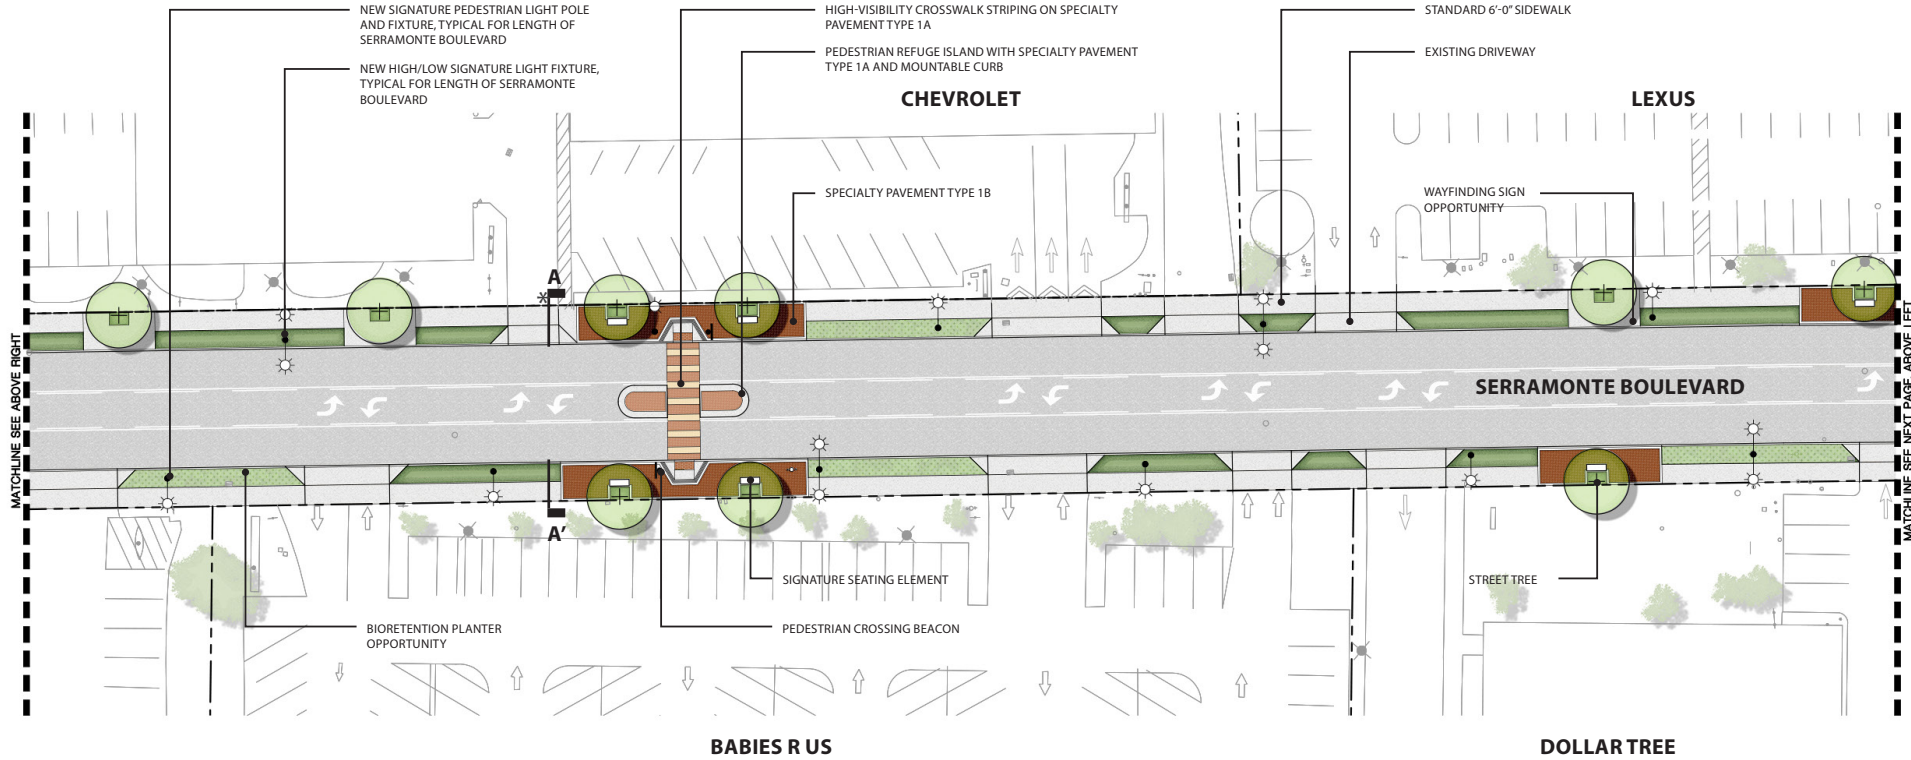 NEW SIGNATURE PEDESTRIAN LIGHT POLE
AND FIXTURE, TYPICAL FOR LENGTH OF
SERRAMONTE BOULEVARD
NEW HIGH/LOW SIGNATURE LIGHT FIXTURE,
TYPICAL FOR LENGTH OF SERRAMONTE
BOULEVARD
HIGH-VISIBILITY CROSSWALK STRIPING ON SPECIALTY
PAVEMENT TYPE 1A
PEDESTRIAN REFUGE ISLAND WITH SPECIALTY PAVEMENT
TYPE 1A AND MOUNTABLE CURB
STANDARD 6'-0" SIDEWALK
EXISTING DRIVEWAY
CHEVROLET
LEXUS
SPECIALTY PAVEMENT TYPE 1B
WAYFINDING SIGN
OPPORTUNITY
A
*
MATCHLINE SEE ABOVE RIGHT
SERRAMONTE BOULEVARD
MATCHLINE SEE NEXT PAGE ABOVE LEFT
A'
SIGNATURE SEATING ELEMENT
STREET TREE
BIORETENTION PLANTER
OPPORTUNITY
PEDESTRIAN CROSSING BEACON
BABIES R US
DOLLAR TREE